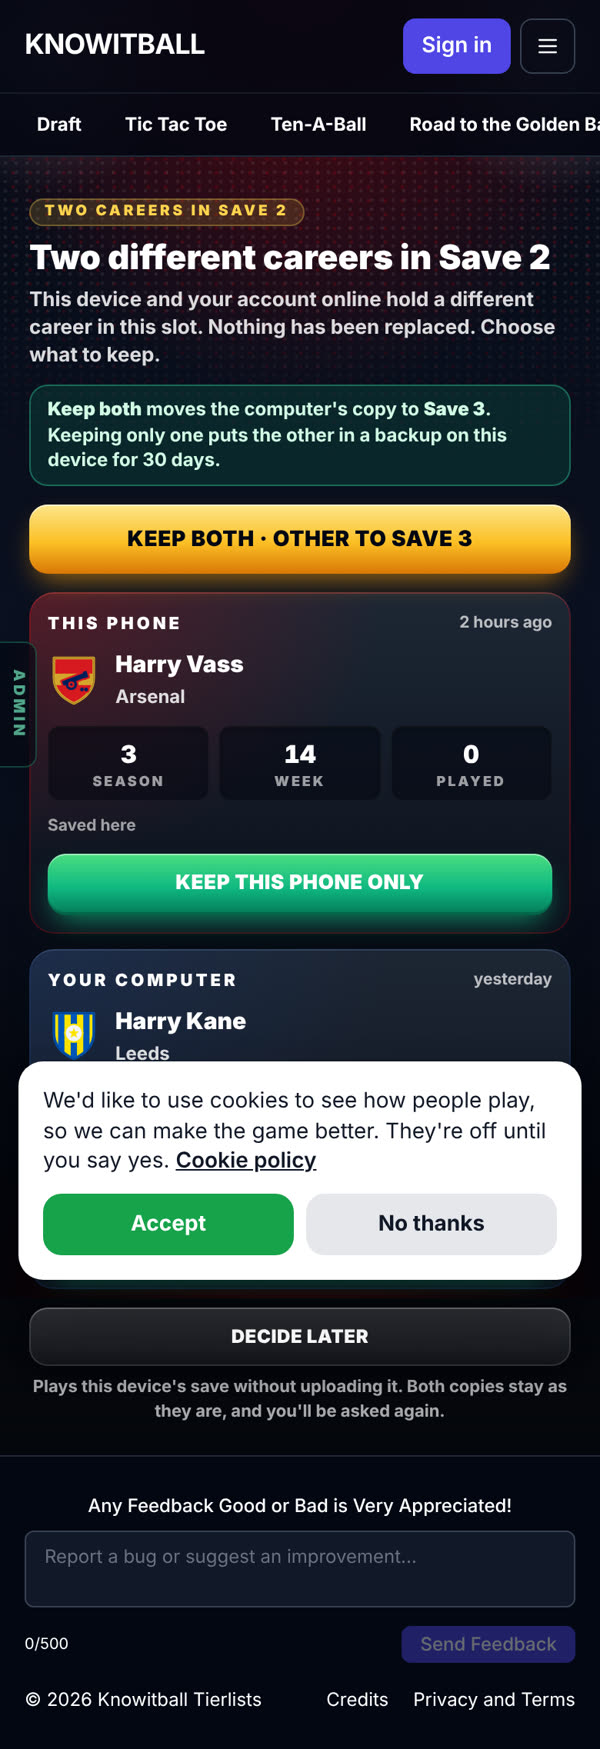 KNOWITBALL
Sign in
Draft
Tic Tac Toe
Ten-A-Ball
Road to the Golden Ba
TWO CAREERS IN SAVE 2
Two different careers in Save 2
This device and your account online hold a different
career in this slot. Nothing has been replaced. Choose
what to keep.
Keep both moves the computer's copy to Save 3.
Keeping only one puts the other in a backup on this
device for 30 days.
KEEP BOTH · OTHER TO SAVE 3
ADMIN
THIS PHONE
2 hours ago
Harry Vass
Arsenal
3
SEASON
14
WEEK
0
PLAYED
Saved here
KEEP THIS PHONE ONLY
YOUR COMPUTER
yesterday
Harry Kane
Leeds
We'd like to use cookies to see how people play,
so we can make the game better. They're off until
you say yes. Cookie policy
Accept
No thanks
DECIDE LATER
Plays this device's save without uploading it. Both copies stay as
they are, and you'll be asked again.
Any Feedback Good or Bad is Very Appreciated!
Report a bug or suggest an improvement...
0/500
Send Feedback
© 2026 Knowitball Tierlists
Credits
Privacy and Terms